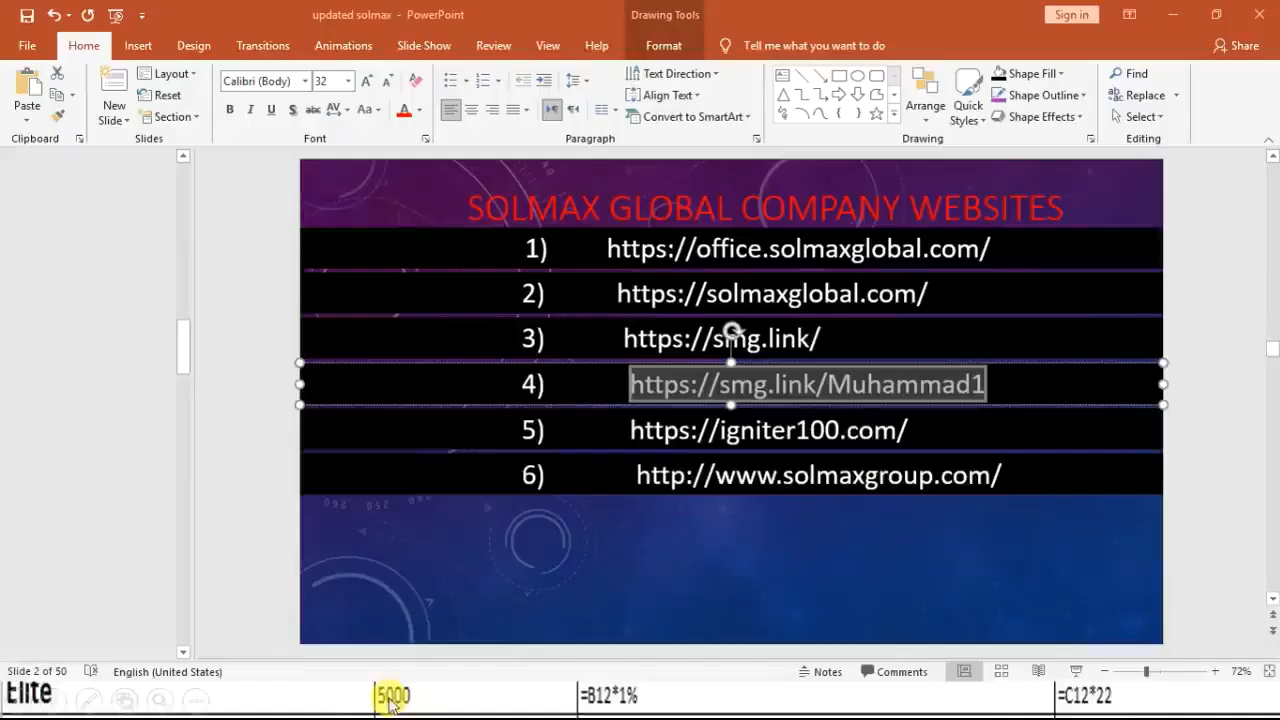 updated solmax - PowerPoint
Drawing Tools
Sign in
File Home Insert Design Transitions Animations Slide Show Review View Help Format Tell me what you want to do Share
Paste
New Slide
Layout
Reset
Section
Calibri (Body) 32
B I U S abc AV Aa A
Text Direction
Align Text
Convert to SmartArt
Arrange
Quick Styles
Shape Fill
Shape Outline
Shape Effects
Find
Replace
Select
Clipboard Slides Font Paragraph Drawing Editing
SOLMAX GLOBAL COMPANY WEBSITES
1) https://office.solmaxglobal.com/
2) https://solmaxglobal.com/
3) https://smg.link/
4) https://smg.link/Muhammad1
5) https://igniter100.com/
6) http://www.solmaxgroup.com/
260 250
Slide 2 of 50 English (United States) Notes Comments 72%
Elite 5000 =B12*1% =C12*22